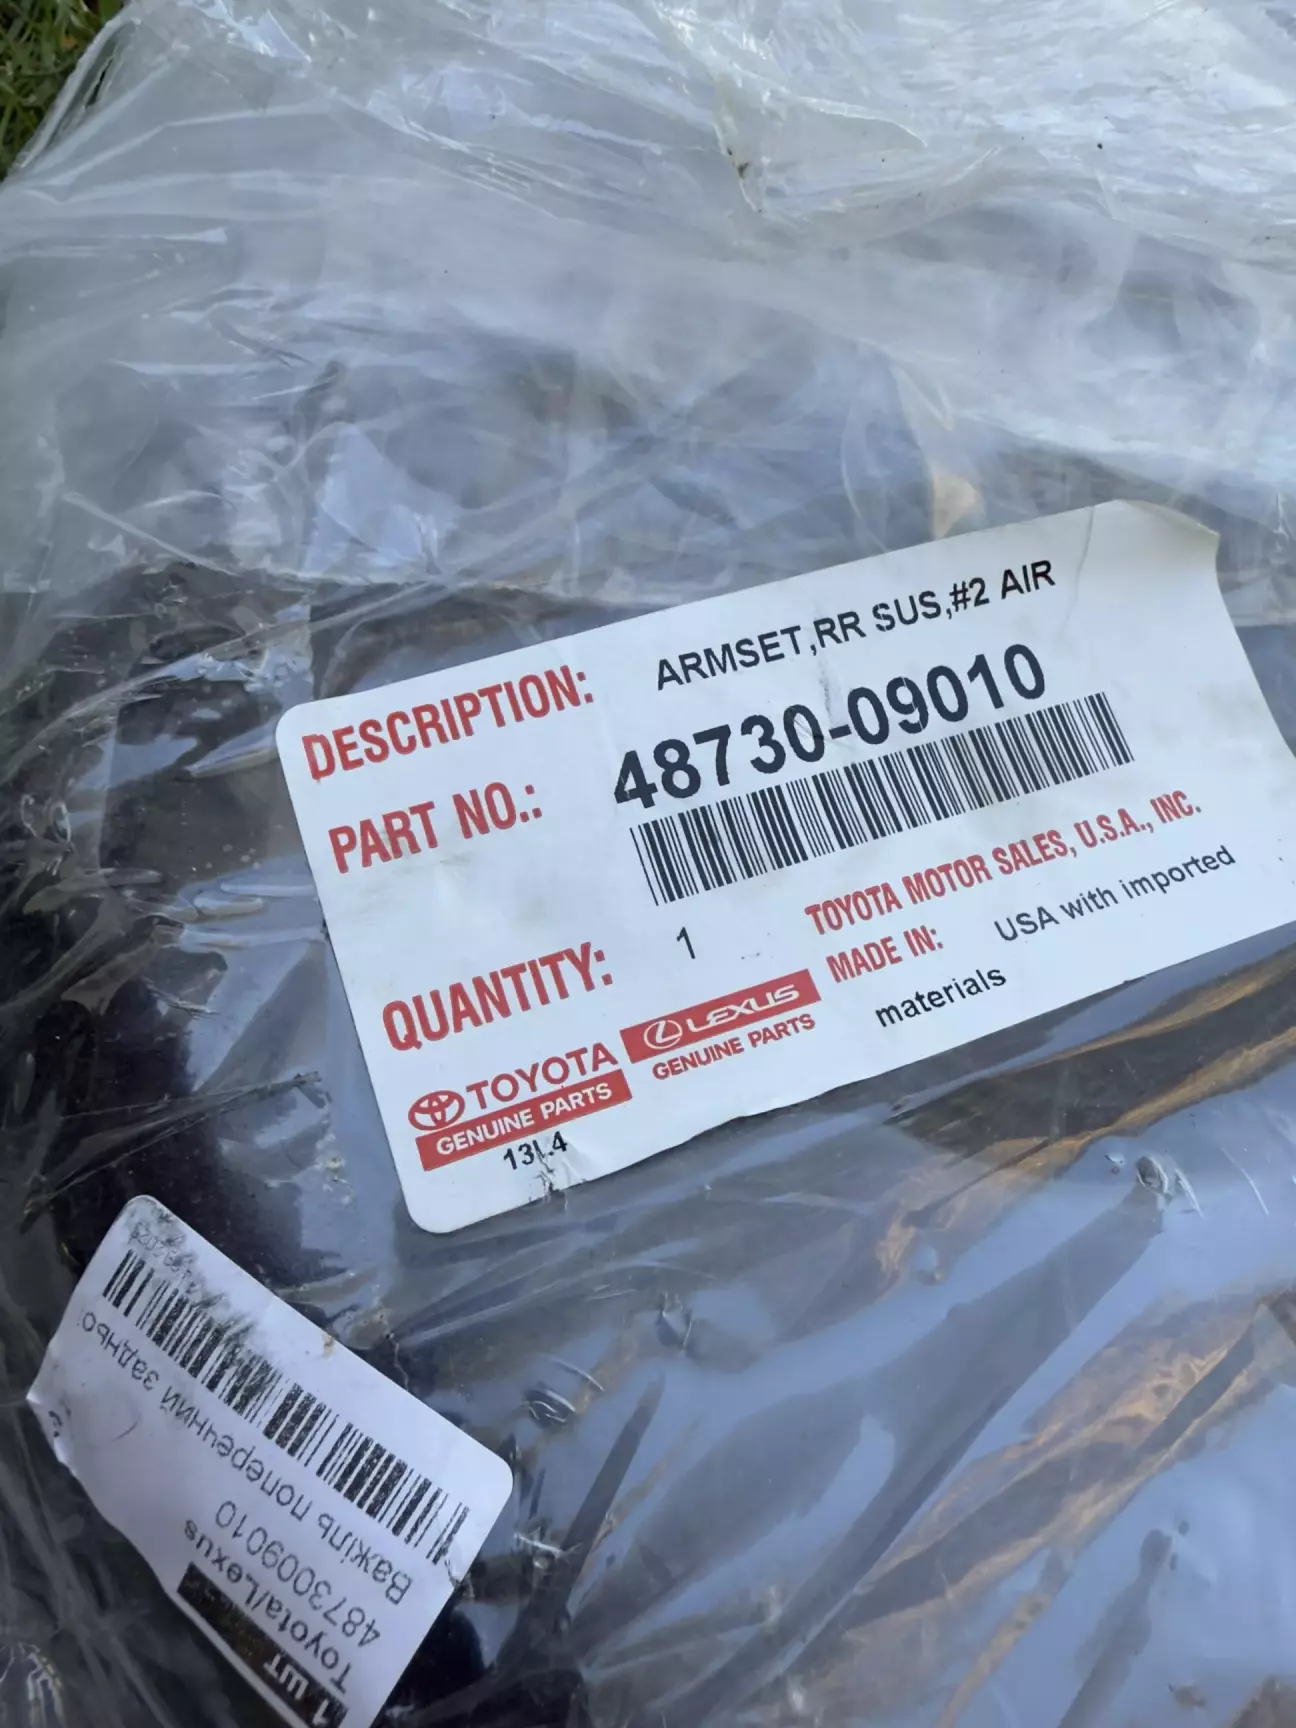 DESCRIPTION: ARMSET,RR SUS,#2 AIR
PART NO.: 48730-09010
QUANTITY: 1
TOYOTA MOTOR SALES, U.S.A., INC.
MADE IN: USA with imported
materials
TOYOTA
GENUINE PARTS
LEXUS
GENUINE PARTS
1 шт
Toyota/Lexus
4873009010
Важіль поперечний задньо